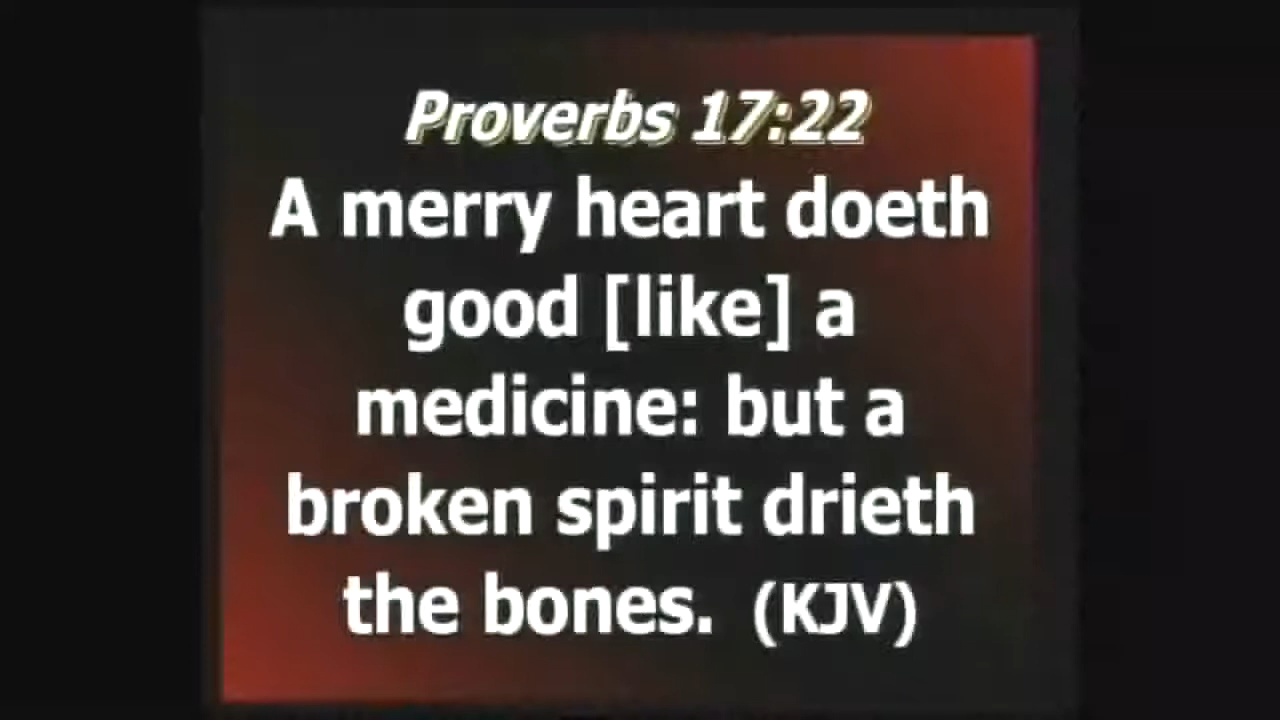 Proverbs 17:22
A merry heart doeth
good [like] a
medicine: but a
broken spirit drieth
the bones. (KJV)